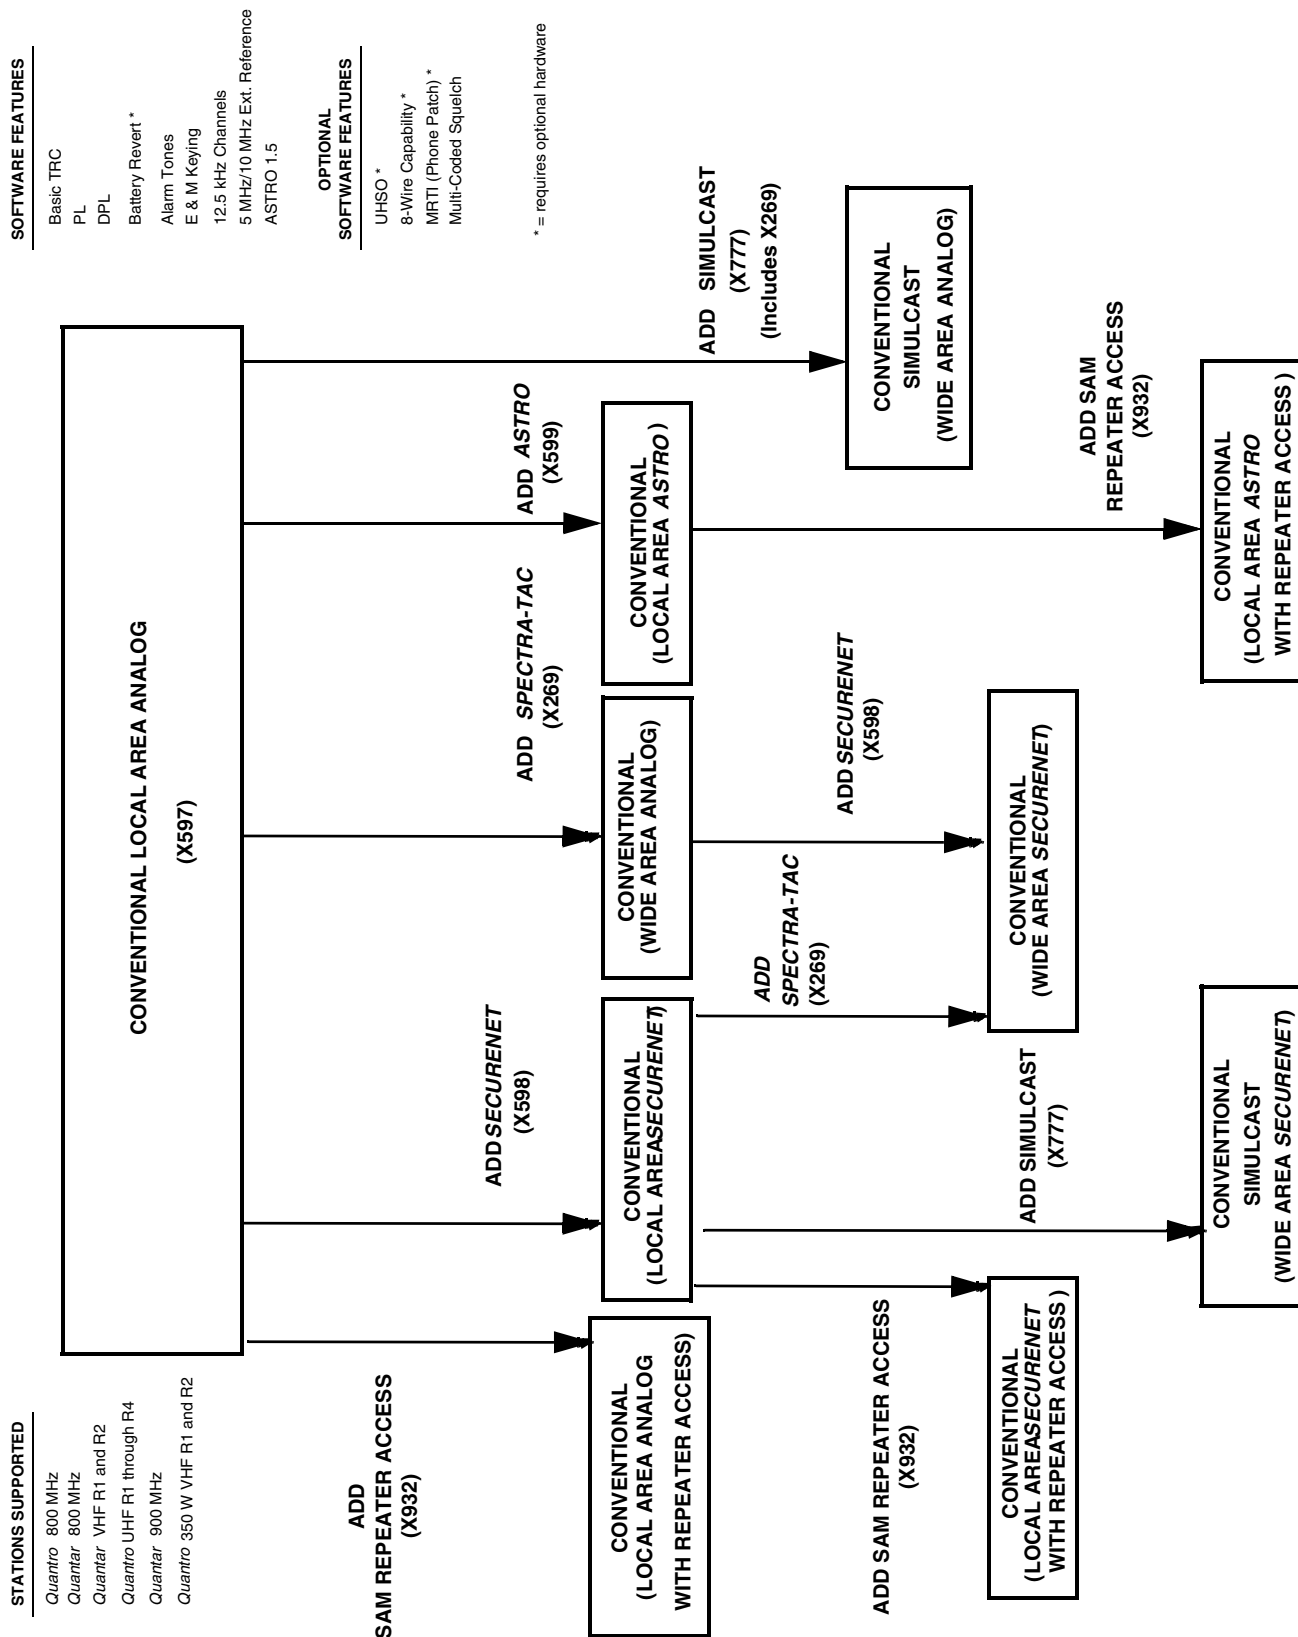 STATIONS SUPPORTED
Quantro 800 MHz
Quantar 800 MHz
Quantar VHF R1 and R2
Quantro UHF R1 through R4
Quantar 900 MHz
Quantro 350 W VHF R1 and R2
SOFTWARE FEATURES
Basic TRC
PL
DPL
Battery Revert *
Alarm Tones
E & M Keying
12.5 kHz Channels
5 MHz/10 MHz Ext. Reference
ASTRO 1.5
OPTIONAL
SOFTWARE FEATURES
UHSO *
8-Wire Capability *
MRTI (Phone Patch) *
Multi-Coded Squelch
* = requires optional hardware
CONVENTIONAL LOCAL AREA ANALOG
(X597)
ADD
SAM REPEATER ACCESS
(X932)
ADD SECURENET
(X598)
ADD SPECTRA-TAC
(X269)
ADD ASTRO
(X599)
ADD SIMULCAST
(X777)
(Includes X269)
CONVENTIONAL
(LOCAL AREA ANALOG
WITH REPEATER ACCESS)
CONVENTIONAL
(LOCAL AREA SECURENET)
CONVENTIONAL
(WIDE AREA ANALOG)
CONVENTIONAL
(LOCAL AREA ASTRO )
CONVENTIONAL
SIMULCAST
(WIDE AREA ANALOG)
ADD SAM REPEATER ACCESS
(X932)
ADD SIMULCAST
(X777)
ADD
SPECTRA-TAC
(X269)
ADD SECURENET
(X598)
ADD SAM
REPEATER ACCESS
(X932)
CONVENTIONAL
(LOCAL AREA SECURENET
WITH REPEATER ACCESS )
CONVENTIONAL
(WIDE AREA SECURENET)
CONVENTIONAL
SIMULCAST
(WIDE AREA SECURENET)
CONVENTIONAL
(LOCAL AREA ASTRO
WITH REPEATER ACCESS )